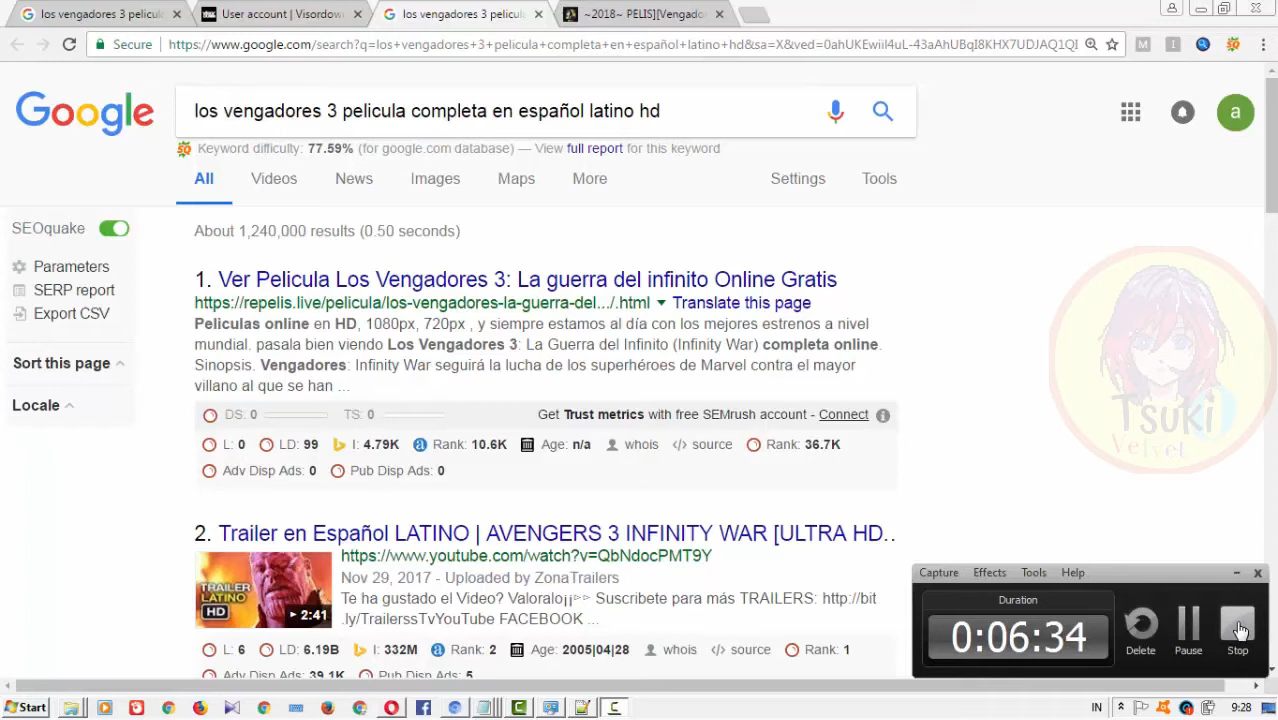 los vengadores 3 pelicul
User account | Visordow
los vengadores 3 pelicul
~2018~ PELIS][Vengado
Secure
https://www.google.com/search?q=los+vengadores+3+pelicula+completa+en+español+latino+hd&sa=X&ved=0ahUKEwiiI4uL-43aAhUBqI8KHX7UDJAQ1QI
Google
los vengadores 3 pelicula completa en español latino hd
a
Keyword difficulty: 77.59% (for google.com database) — View full report for this keyword
All
Videos
News
Images
Maps
More
Settings
Tools
SEOquake
Parameters
SERP report
Export CSV
Sort this page
Locale
About 1,240,000 results (0.50 seconds)
1. Ver Pelicula Los Vengadores 3: La guerra del infinito Online Gratis
https://repelis.live/pelicula/los-vengadores-la-guerra-del.../.html ▼ Translate this page
Peliculas online en HD, 1080px, 720px , y siempre estamos al día con los mejores estrenos a nivel
mundial. pasala bien viendo Los Vengadores 3: La Guerra del Infinito (Infinity War) completa online.
Sinopsis. Vengadores: Infinity War seguirá la lucha de los superhéroes de Marvel contra el mayor
villano al que se han ...
DS: 0
TS: 0
Get Trust metrics with free SEMrush account - Connect
L: 0
LD: 99
I: 4.79K
Rank: 10.6K
Age: n/a
whois
</> source
Rank: 36.7K
Adv Disp Ads: 0
Pub Disp Ads: 0
2. Trailer en Español LATINO | AVENGERS 3 INFINITY WAR [ULTRA HD...
https://www.youtube.com/watch?v=QbNdocPMT9Y
Nov 29, 2017 - Uploaded by ZonaTrailers
Te ha gustado el Video? Valoralo¡¡▹▹ Suscribete para más TRAILERS: http://bit
.ly/TrailerssTvYouTube FACEBOOK ...
TRAILER
LATINO
HD
2:41
L: 6
LD: 6.19B
I: 332M
Rank: 2
Age: 2005|04|28
whois
</> source
Rank: 1
Adv Disp Ads: 39.1K
Pub Disp Ads: 5
Tsuki
Velvet
Capture
Effects
Tools
Help
Duration
0:06:34
Delete
Pause
Stop
Start
IN
9:28